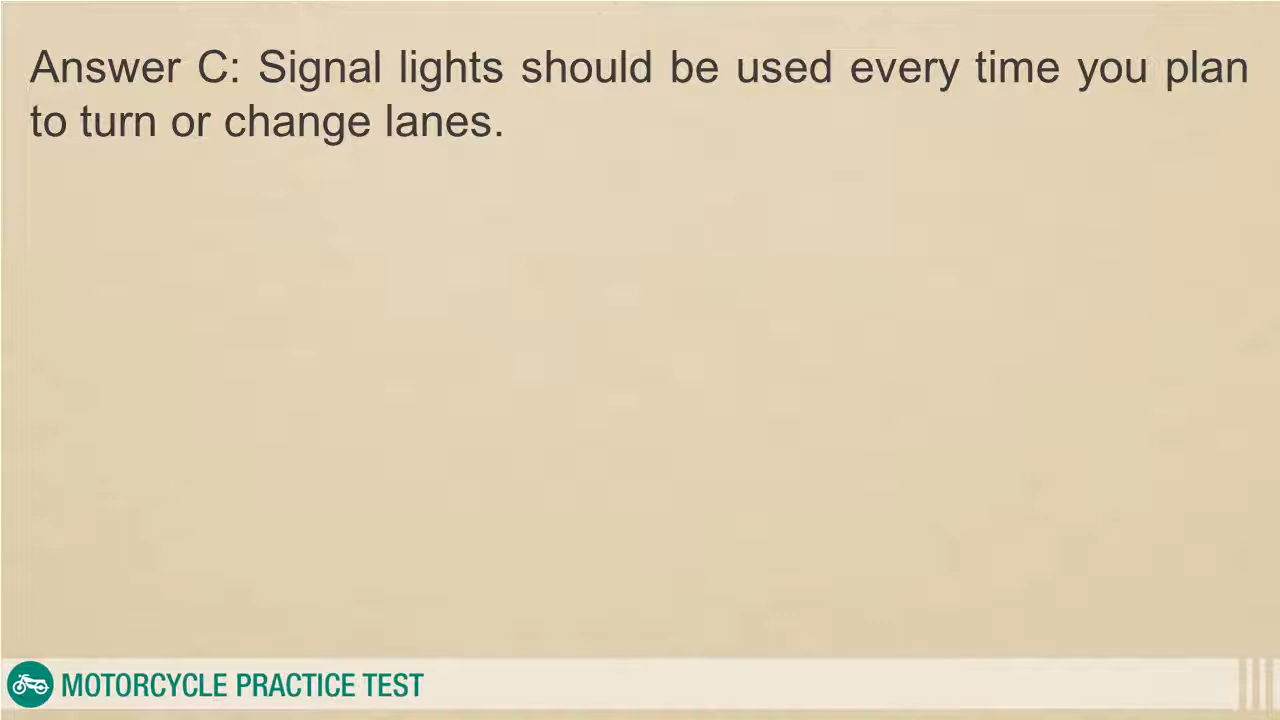 Answer C: Signal lights should be used every time you plan
to turn or change lanes.
MOTORCYCLE PRACTICE TEST